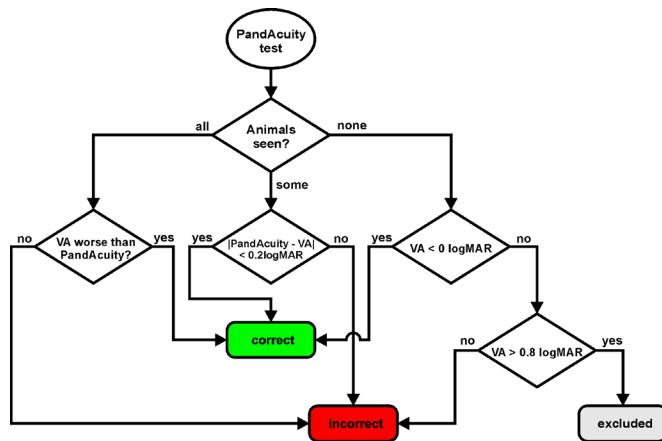 PandAcuity
test
Animals
seen?
all
none
some
no
VA worse than
PandAcuity?
yes
yes
|PandAcuity - VA|
< 0.2logMAR
no
yes
VA < 0 logMAR
no
correct
no
VA > 0.8 logMAR
yes
incorrect
excluded